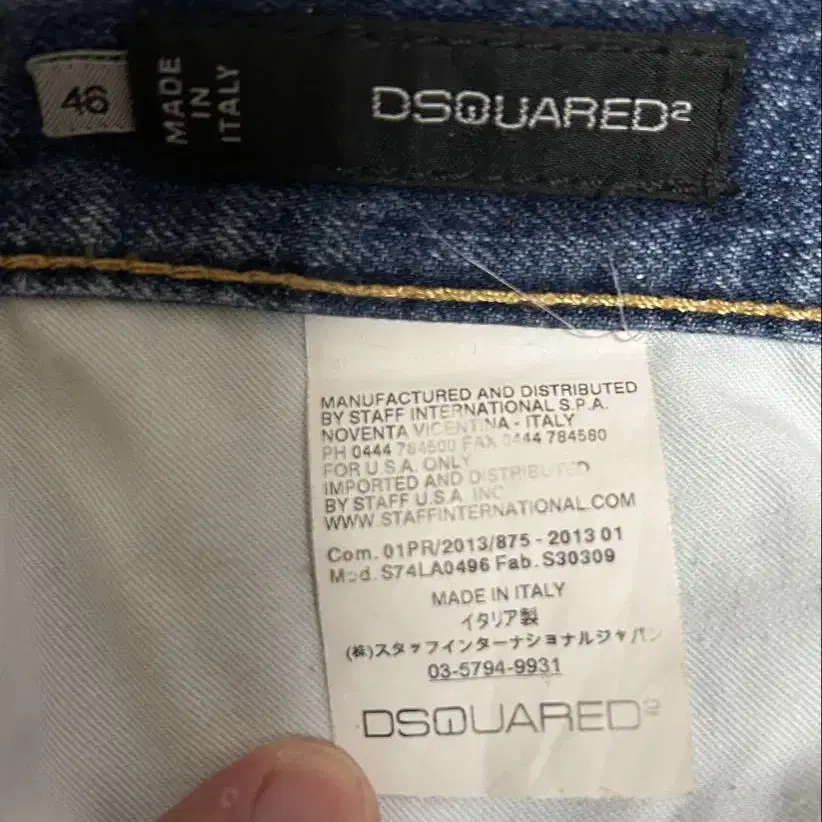 46
MADE
IN
ITALY
DSQUARED2
MANUFACTURED AND DISTRIBUTED
BY STAFF INTERNATIONAL S.P.A.
NOVENTA VICENTINA - ITALY
PH 0444 784500 FAX 0444 784580
FOR U.S.A. ONLY
IMPORTED AND DISTRIBUTED
BY STAFF U.S.A. INC
WWW.STAFFINTERNATIONAL.COM
Com. 01PR/2013/875 - 2013 01
Mod. S74LA0496 Fab. S30309
MADE IN ITALY
イタリア製
(株)スタッフインターナショナルジャパン
03-5794-9931
DSQUARED2